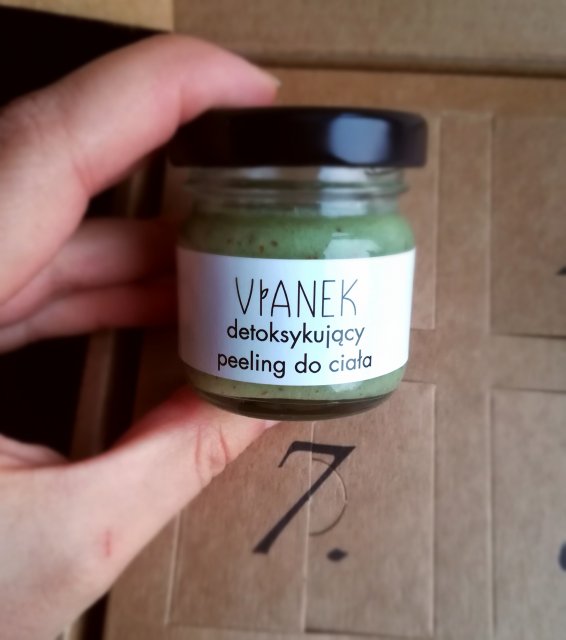 VIANEK
detoksykujący
peeling do ciała
7.